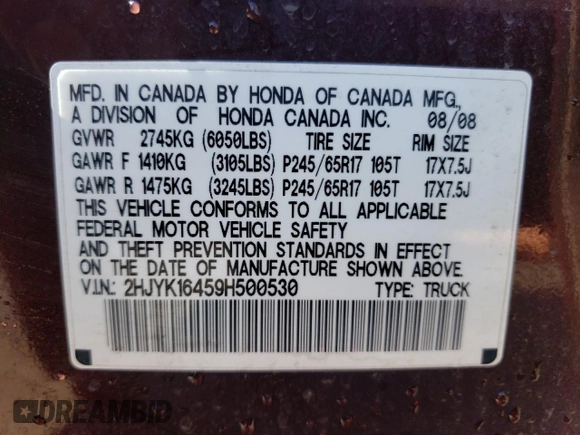 MFD. IN CANADA BY HONDA OF CANADA MFG.,
A DIVISION OF HONDA CANADA INC. 08/08
GVWR 2745KG (6050LBS) TIRE SIZE RIM SIZE
GAWR F 1410KG (3105LBS) P245/65R17 105T 17X7.5J
GAWR R 1475KG (3245LBS) P245/65R17 105T 17X7.5J
THIS VEHICLE CONFORMS TO ALL APPLICABLE
FEDERAL MOTOR VEHICLE SAFETY
AND THEFT PREVENTION STANDARDS IN EFFECT
ON THE DATE OF MANUFACTURE SHOWN ABOVE.
V.I.N.: 2HJYK16459H500530 TYPE: TRUCK
DREAMBID